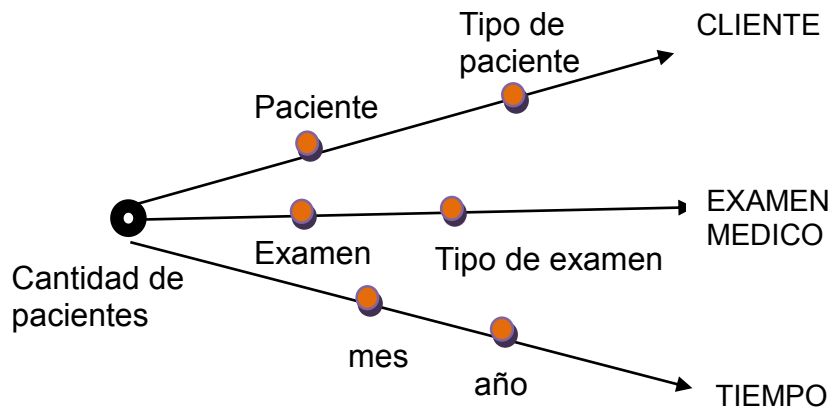 Tipo de
paciente
CLIENTE
Paciente
EXAMEN
MEDICO
Examen
Tipo de examen
Cantidad de
pacientes
mes
año
TIEMPO